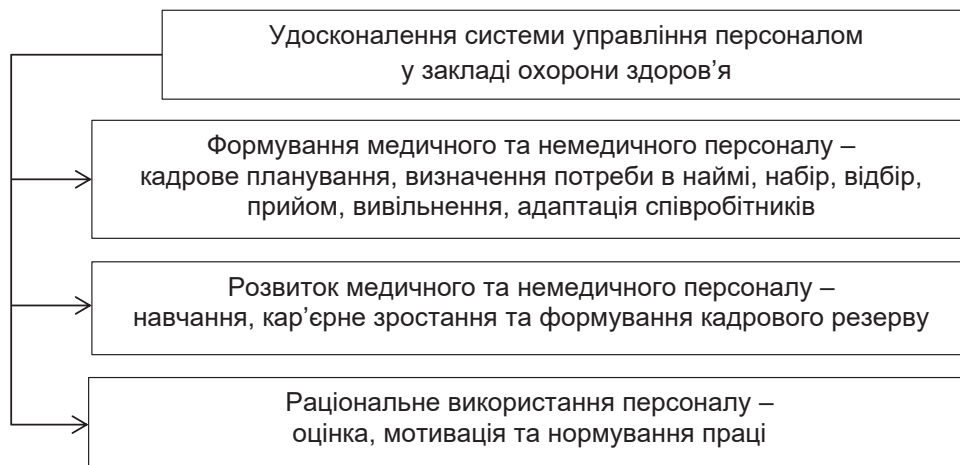 Удосконалення системи управління персоналом
у закладі охорони здоров’я
Формування медичного та немедичного персоналу –
кадрове планування, визначення потреби в наймі, набір, відбір,
прийом, вивільнення, адаптація співробітників
Розвиток медичного та немедичного персоналу –
навчання, кар’єрне зростання та формування кадрового резерву
Раціональне використання персоналу –
оцінка, мотивація та нормування праці